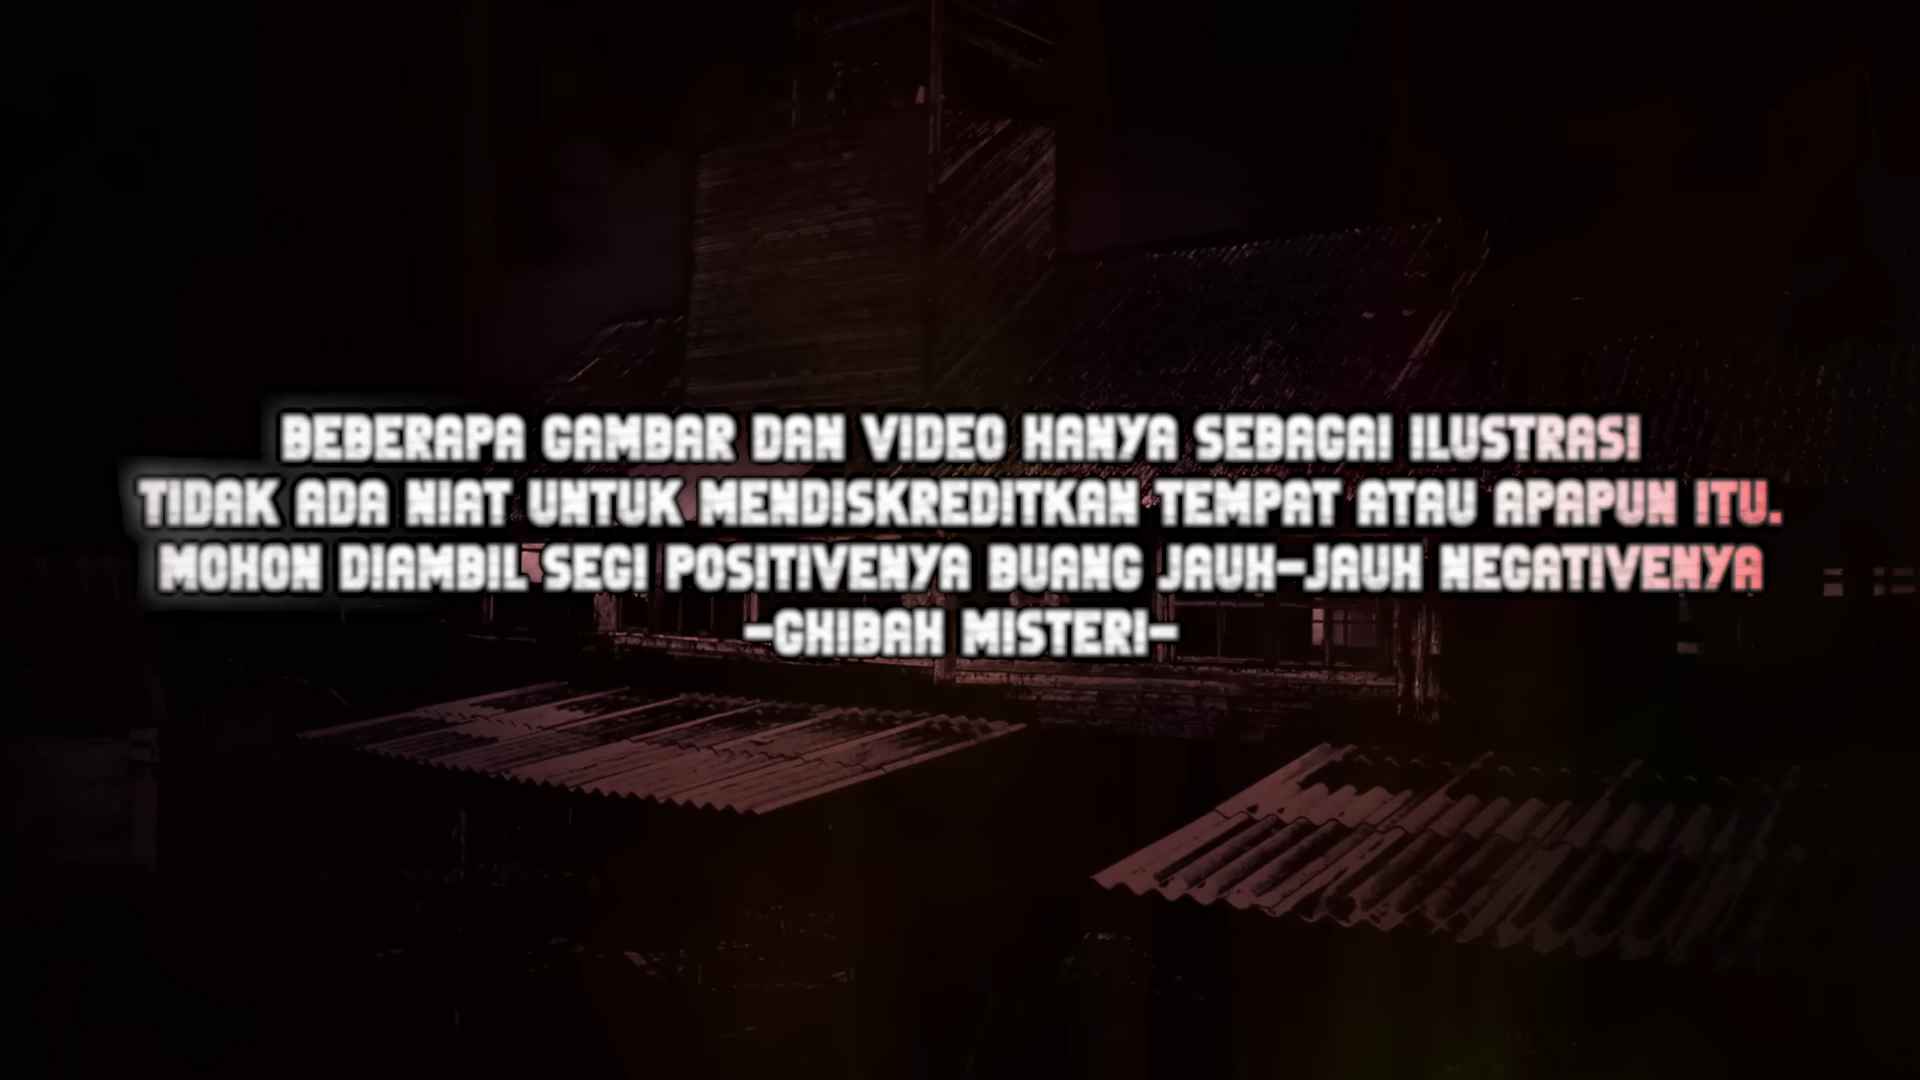 BEBERAPA GAMBAR DAN VIDEO HANYA SEBAGAI ILUSTRASI
TIDAK ADA NIAT UNTUK MENDISKREDITKAN TEMPAT ATAU APAPUN ITU.
MOHON DIAMBIL SEGI POSITIVENYA BUANG JAUH-JAUH NEGATIVENYA
-GHIBAH MISTERI-